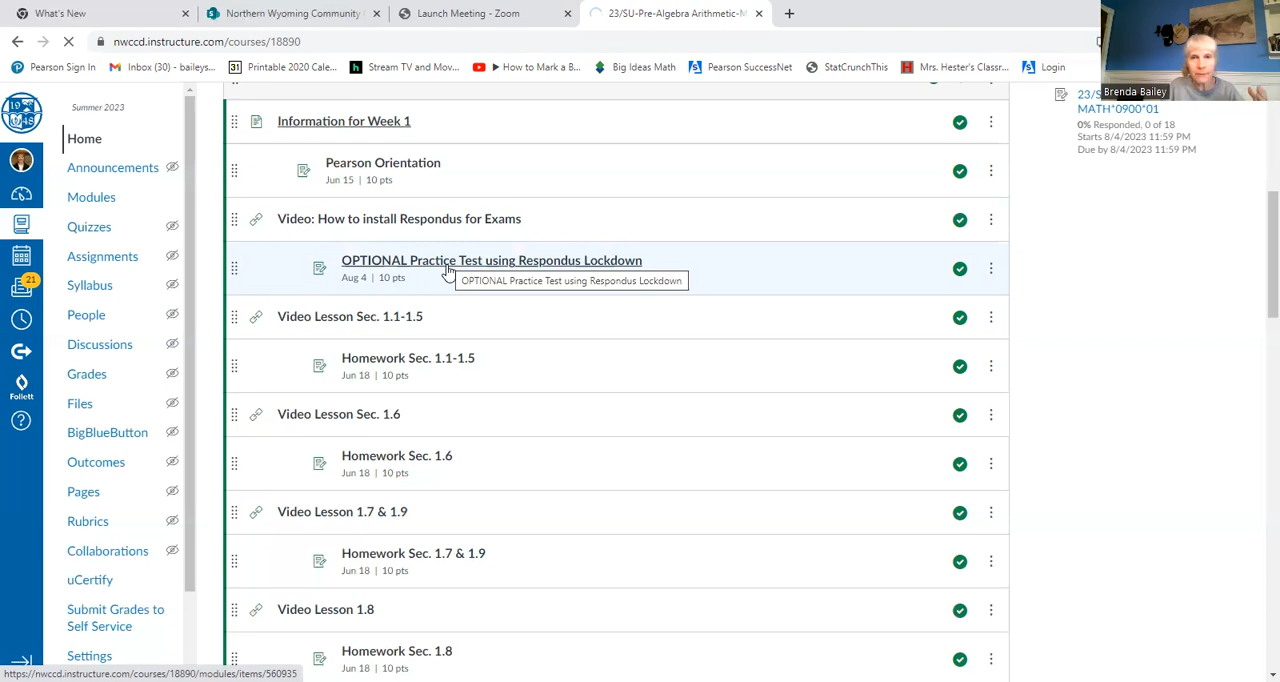 What's New
Northern Wyoming Community
Launch Meeting - Zoom
23/SU-Pre-Algebra Arithmetic-M
nwccd.instructure.com/courses/18890
Pearson Sign In
Inbox (30) - baileys...
31 Printable 2020 Cale...
h Stream TV and Mov...
► How to Mark a B...
Big Ideas Math
Pearson SuccessNet
StatCrunchThis
H Mrs. Hester's Classr...
Login
Brenda Bailey
Summer 2023
Home
Announcements
Modules
Quizzes
Assignments
21
Syllabus
People
Discussions
Grades
Follett
Files
BigBlueButton
Outcomes
Pages
Rubrics
Collaborations
uCertify
Submit Grades to
Self Service
Settings
Information for Week 1
Pearson Orientation
Jun 15 | 10 pts
Video: How to install Respondus for Exams
OPTIONAL Practice Test using Respondus Lockdown
Aug 4 | 10 pts
OPTIONAL Practice Test using Respondus Lockdown
Video Lesson Sec. 1.1-1.5
Homework Sec. 1.1-1.5
Jun 18 | 10 pts
Video Lesson Sec. 1.6
Homework Sec. 1.6
Jun 18 | 10 pts
Video Lesson 1.7 & 1.9
Homework Sec. 1.7 & 1.9
Jun 18 | 10 pts
Video Lesson 1.8
Homework Sec. 1.8
Jun 18 | 10 pts
MATH*0900*01
0% Responded, 0 of 18
Starts 8/4/2023 11:59 PM
Due by 8/4/2023 11:59 PM
https://nwccd.instructure.com/courses/18890/modules/items/560935